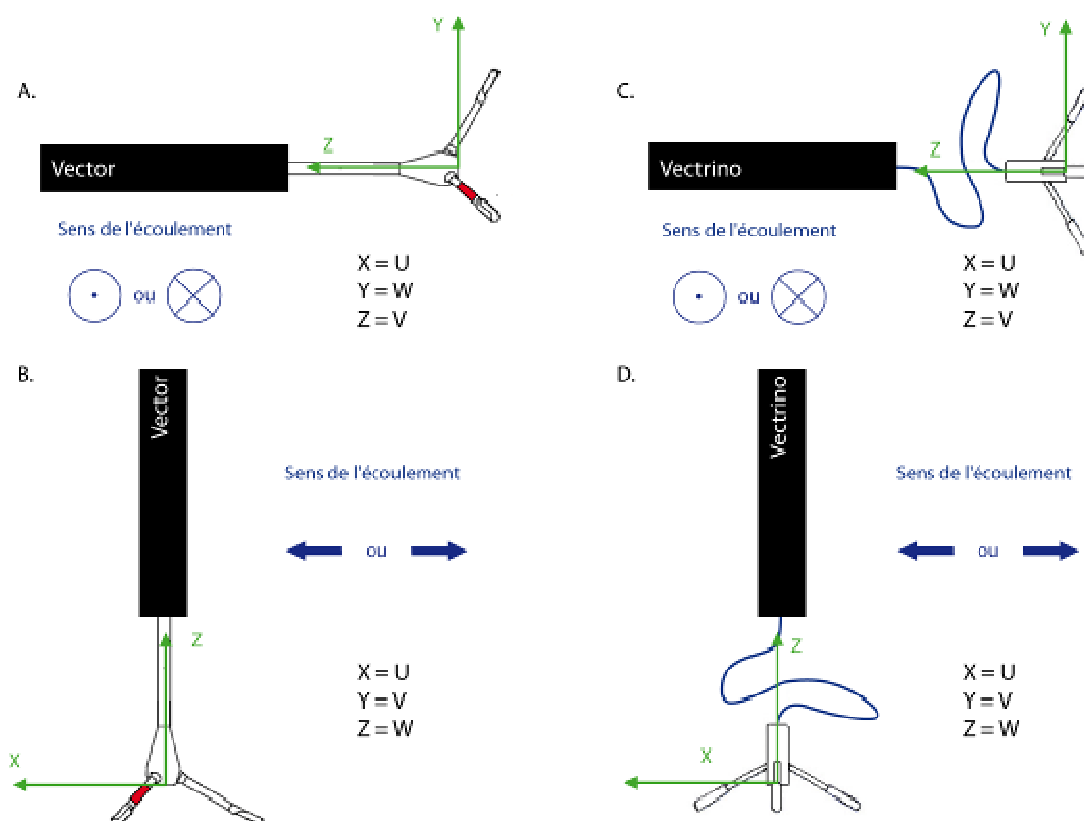 A.
Y
Z
Vector
Sens de l'écoulement
ou
X = U
Y = W
Z = V
C.
Y
Z
Vectrino
Sens de l'écoulement
ou
X = U
Y = W
Z = V
B.
Vector
Sens de l'écoulement
ou
Z
X = U
Y = V
Z = W
X
D.
Vectrino
Sens de l'écoulement
ou
Z
X = U
Y = V
Z = W
X